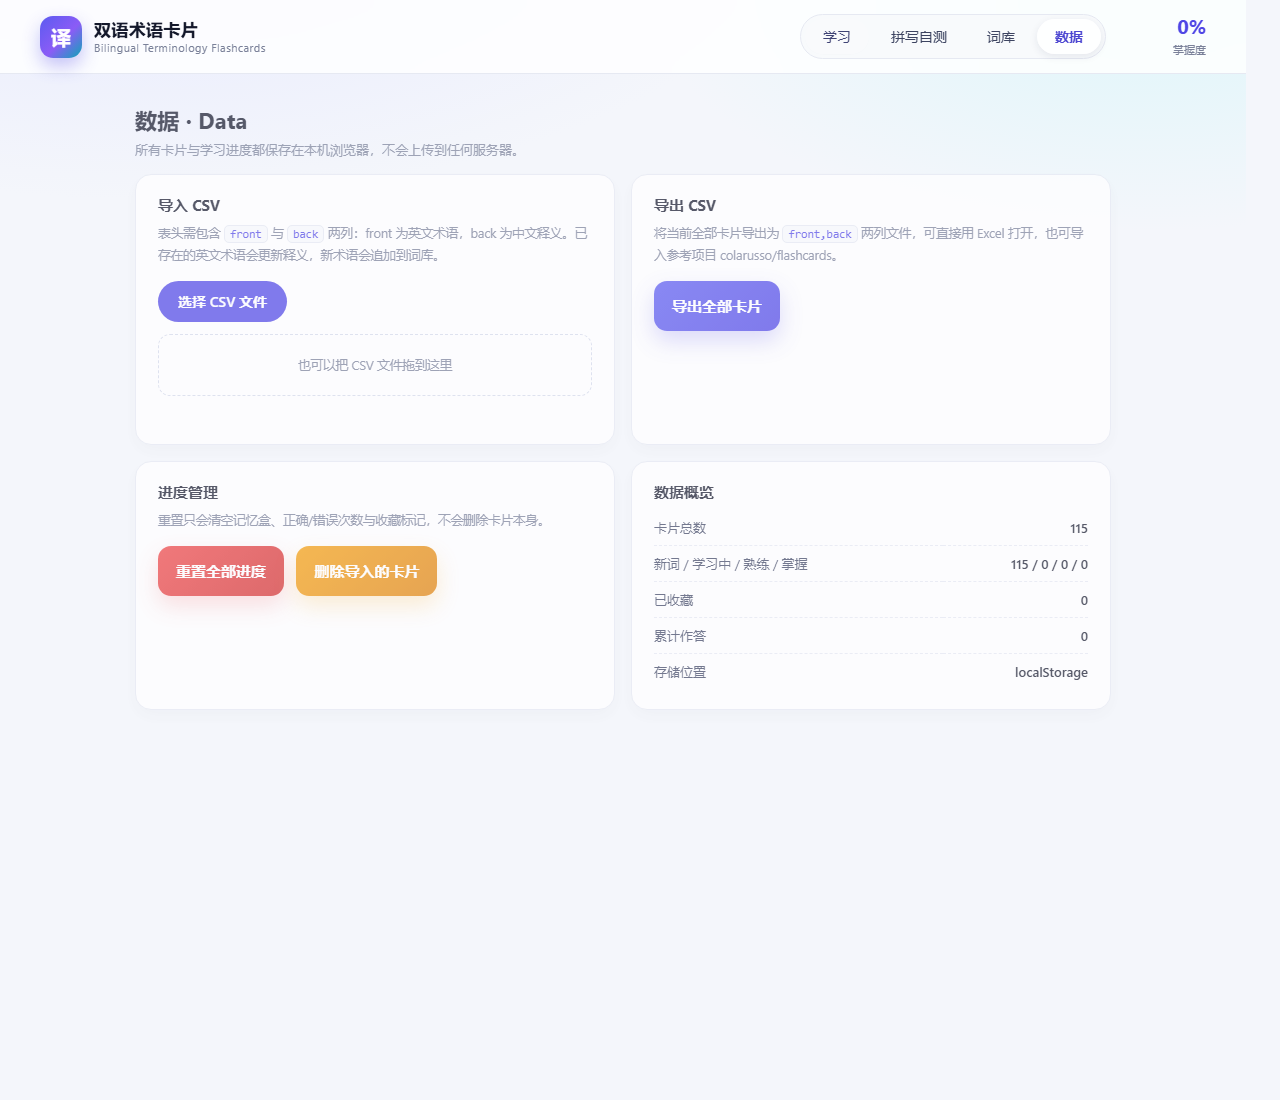 译
双语术语卡片
Bilingual Terminology Flashcards
学习
拼写自测
词库
数据
0%
掌握度
数据 · Data
所有卡片与学习进度都保存在本机浏览器，不会上传到任何服务器。
导入 CSV
表头需包含 front 与 back 两列：front 为英文术语，back 为中文释义。已
存在的英文术语会更新释义，新术语会追加到词库。
选择 CSV 文件
也可以把 CSV 文件拖到这里
导出 CSV
将当前全部卡片导出为 front,back 两列文件，可直接用 Excel 打开，也可导
入参考项目 colarusso/flashcards。
导出全部卡片
进度管理
重置只会清空记忆盒、正确/错误次数与收藏标记，不会删除卡片本身。
重置全部进度
删除导入的卡片
数据概览
卡片总数 115
新词 / 学习中 / 熟练 / 掌握 115 / 0 / 0 / 0
已收藏 0
累计作答 0
存储位置 localStorage